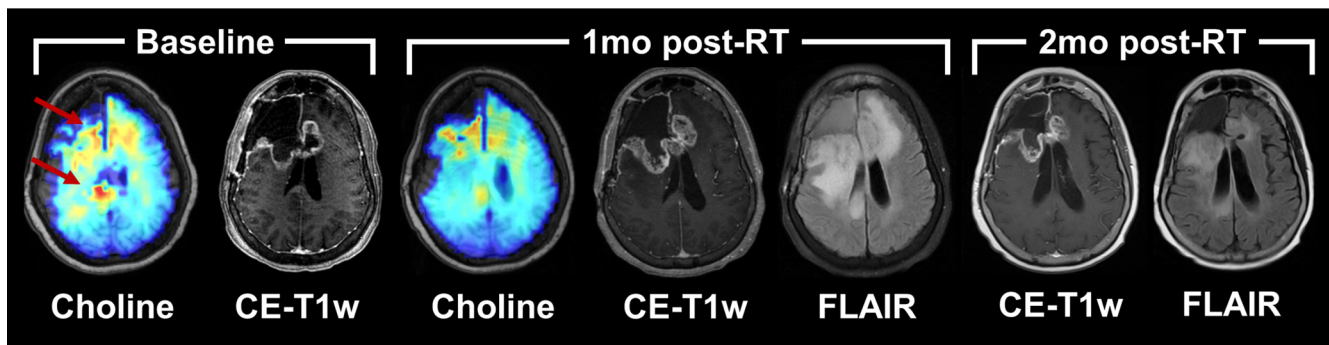 Baseline 1mo post-RT 2mo post-RT
Choline CE-T1w Choline CE-T1w FLAIR CE-T1w FLAIR